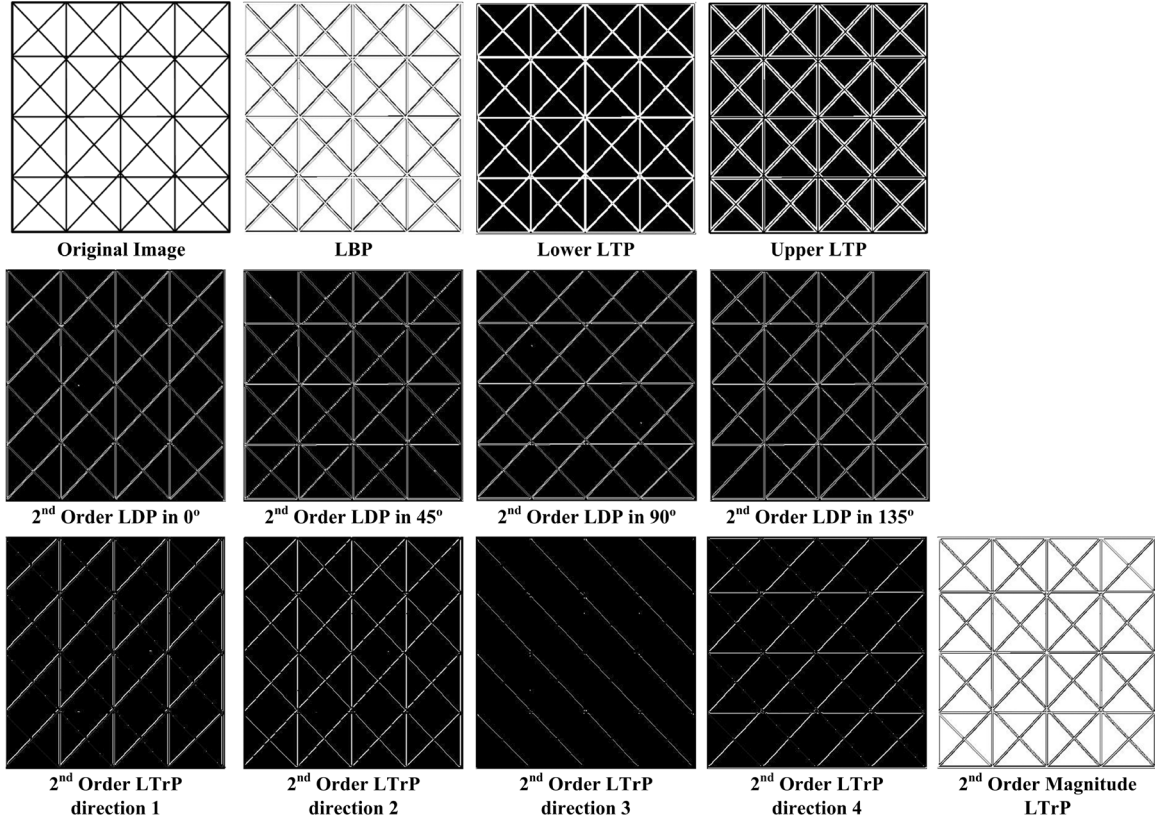 Original Image
LBP
Lower LTP
Upper LTP
2nd Order LDP in 0º
2nd Order LDP in 45º
2nd Order LDP in 90º
2nd Order LDP in 135º
2nd Order LTrP
direction 1
2nd Order LTrP
direction 2
2nd Order LTrP
direction 3
2nd Order LTrP
direction 4
2nd Order Magnitude
LTrP